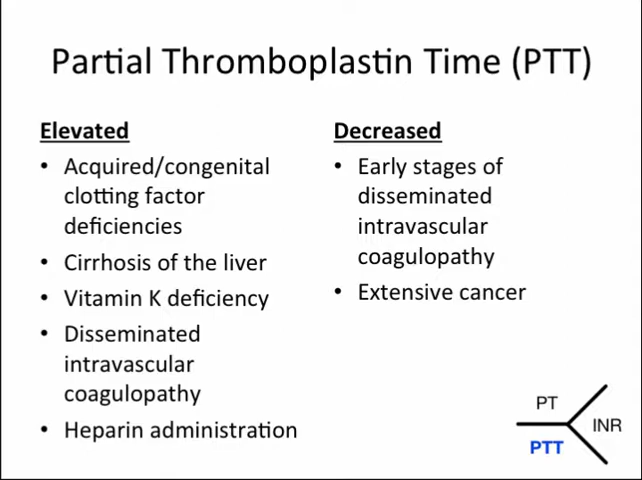 Partial Thromboplastin Time (PTT)
Elevated
• Acquired/congenital
clotting factor
deficiencies
• Cirrhosis of the liver
• Vitamin K deficiency
• Disseminated
intravascular
coagulopathy
• Heparin administration
Decreased
• Early stages of
disseminated
intravascular
coagulopathy
• Extensive cancer
PT
INR
PTT